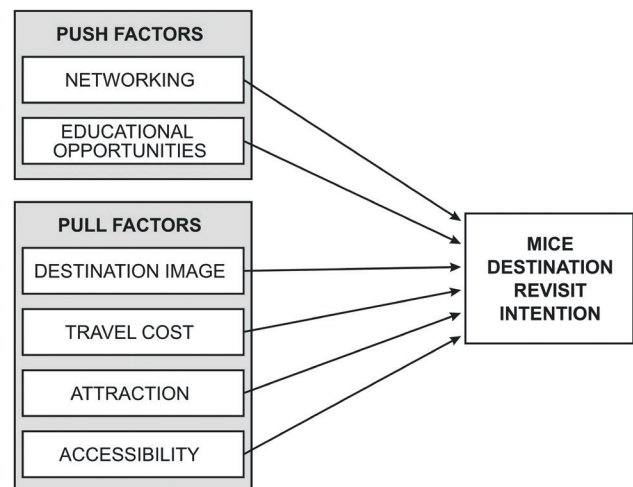 PUSH FACTORS
NETWORKING
EDUCATIONAL
OPPORTUNITIES
PULL FACTORS
DESTINATION IMAGE
TRAVEL COST
ATTRACTION
ACCESSIBILITY
MICE
DESTINATION
REVISIT
INTENTION